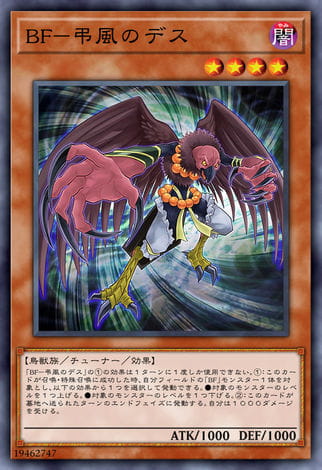 BF－弔風のデス
闇
やみ
【鳥獣族／チューナー／効果】
「BF－弔風のデス」の①の効果は１ターンに１度しか使用できない。①：このカー
ドが召喚・特殊召喚に成功した時、自分フィールドの「BF」モンスター１体を対
象とし、以下の効果から１つを選択して発動できる。●対象のモンスターのレベ
ルを１つ上げる。●対象のモンスターのレベルを１つ下げる。②：このカードが
墓地へ送られたターンのエンドフェイズに発動する。自分は１０００ダメージ
を受ける。
ATK/1000 DEF/1000
19462747